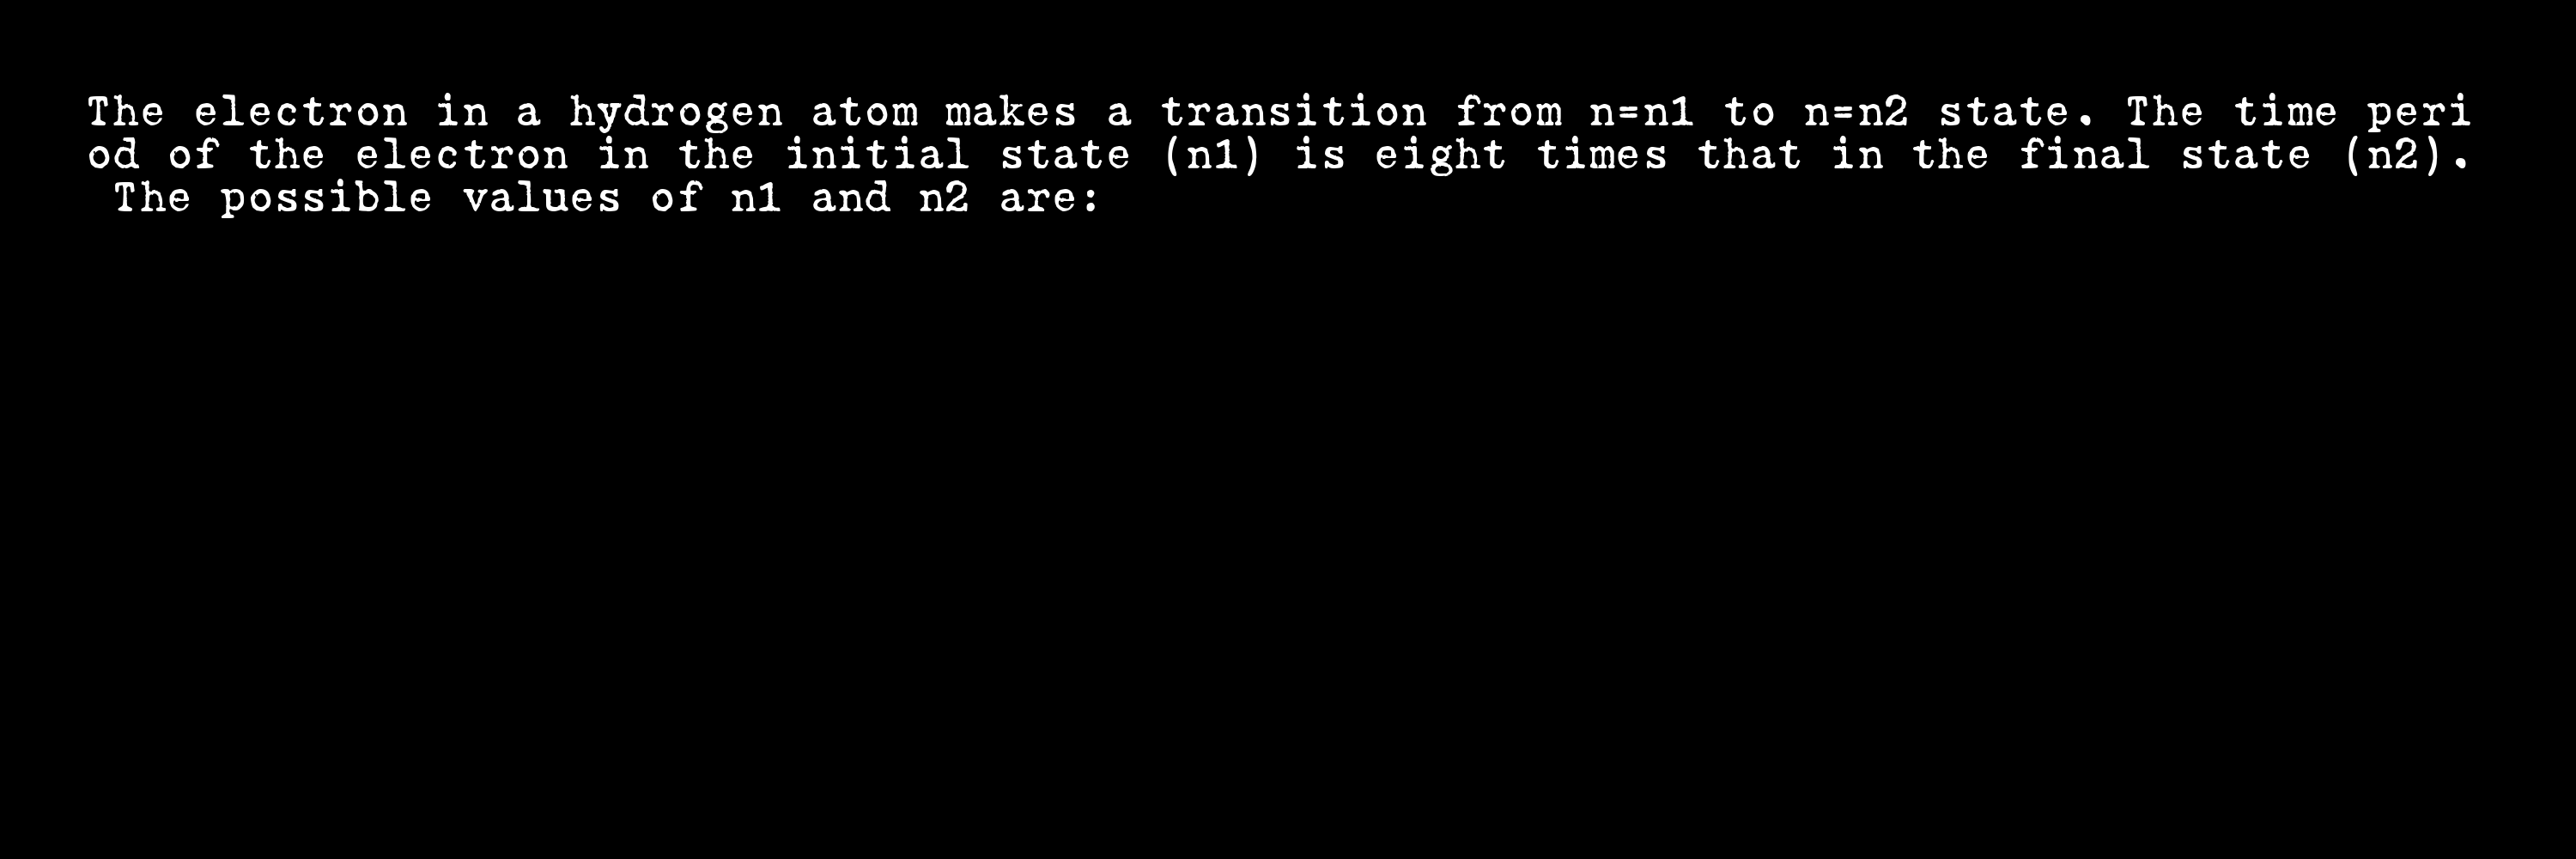 The electron in a hydrogen atom makes a transition from n=n1 to n=n2 state. The time peri
od of the electron in the initial state (n1) is eight times that in the final state (n2).
 The possible values of n1 and n2 are: